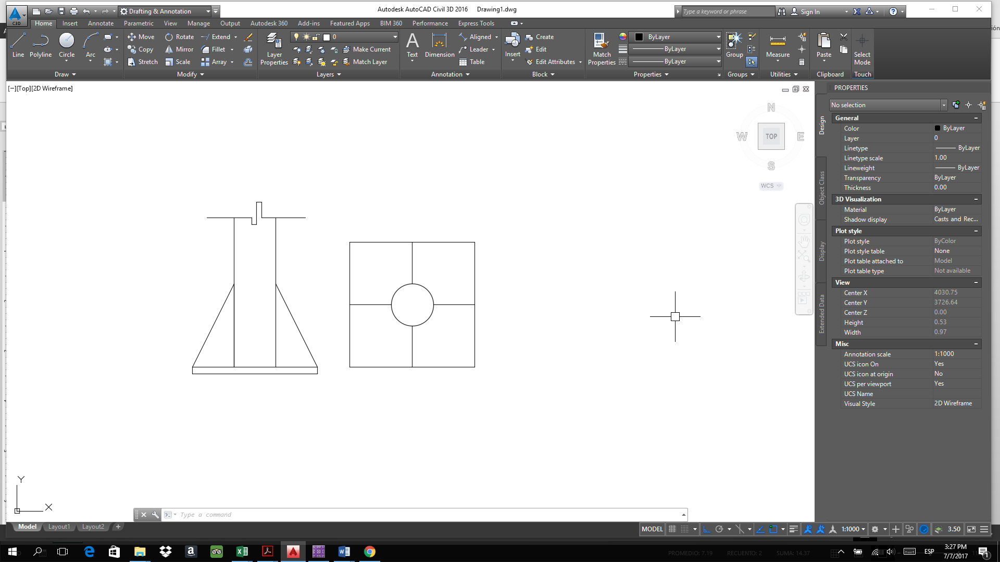 Drafting & Annotation
Autodesk AutoCAD Civil 3D 2016 Drawing1.dwg
Type a keyword or phrase
Sign In
C3D
Home Insert Annotate Parametric View Manage Output Autodesk 360 Add-ins Featured Apps BIM 360 Performance Express Tools
ión
Line Polyline Circle Arc
Move Rotate Extend
Copy Mirror Fillet
Stretch Scale Array
Layer Properties
0
Make Current
Match Layer
Text Dimension
Aligned
Leader
Table
Insert
Create
Edit
Edit Attributes
Match Properties
ByLayer
ByLayer
ByLayer
Group Measure Paste Select Mode
Draw Modify Layers Annotation Block Properties Groups Utilities Clipboard Touch
[−][Top][2D Wireframe]
N
W TOP E
S
WCS
PROPERTIES
No selection
Design
Object Class
Display
Extended Data
General
Color ByLayer
Layer 0
Linetype ByLayer
Linetype scale 1.00
Lineweight ByLayer
Transparency ByLayer
Thickness 0.00
3D Visualization
Material ByLayer
Shadow display Casts and Rec...
Plot style
Plot style ByColor
Plot style table None
Plot table attached to Model
Plot table type Not available
View
Center X 4030.75
Center Y 3726.64
Center Z 0.00
Height 0.53
Width 0.97
Misc
Annotation scale 1:1000
UCS icon On Yes
UCS icon at origin No
UCS per viewport Yes
UCS Name
Visual Style 2D Wireframe
Y
X
Type a command
Model Layout1 Layout2
MODEL 1:1000 3.50
PROMEDIO: 7.19 RECUENTO: 2 SUMA: 14.37
ESP
3:27 PM
7/7/2017
1